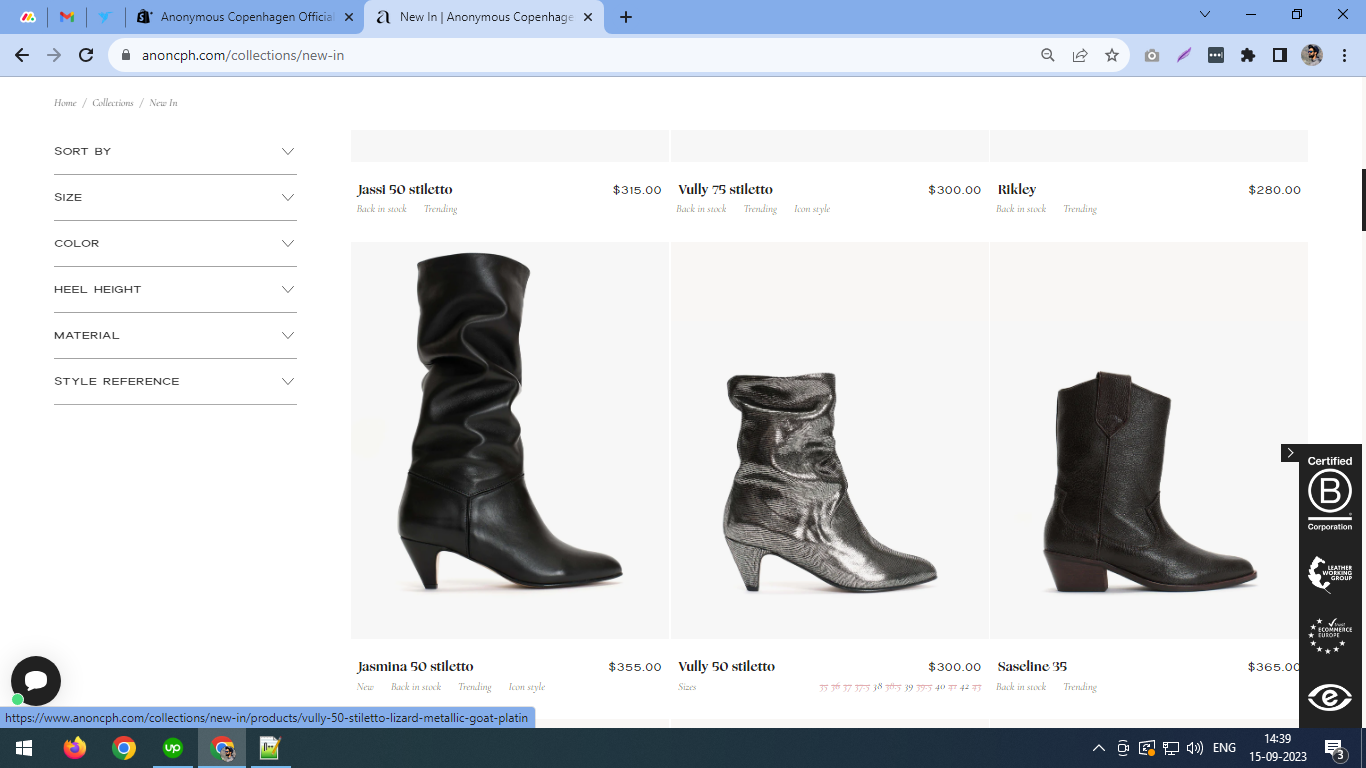 Anonymous Copenhagen Official
New In | Anonymous Copenhage
anoncph.com/collections/new-in
Home / Collections / New In
SORT BY
SIZE
COLOR
HEEL HEIGHT
MATERIAL
STYLE REFERENCE
Jassi 50 stiletto $315.00
Back in stock Trending
Vully 75 stiletto $300.00
Back in stock Trending Icon style
Rikley $280.00
Back in stock Trending
Jasmina 50 stiletto $355.00
New Back in stock Trending Icon style
Vully 50 stiletto $300.00
Sizes 35 36 37 37.5 38 38.5 39 39.5 40 41 42 43
Saseline 35 $365.00
Back in stock Trending
Certified
B
Corporation
LEATHER
WORKING
GROUP
Trust
ECOMMERCE
EUROPE
e
https://www.anoncph.com/collections/new-in/products/vully-50-stiletto-lizard-metallic-goat-platin
up
ENG
14:39
15-09-2023
3